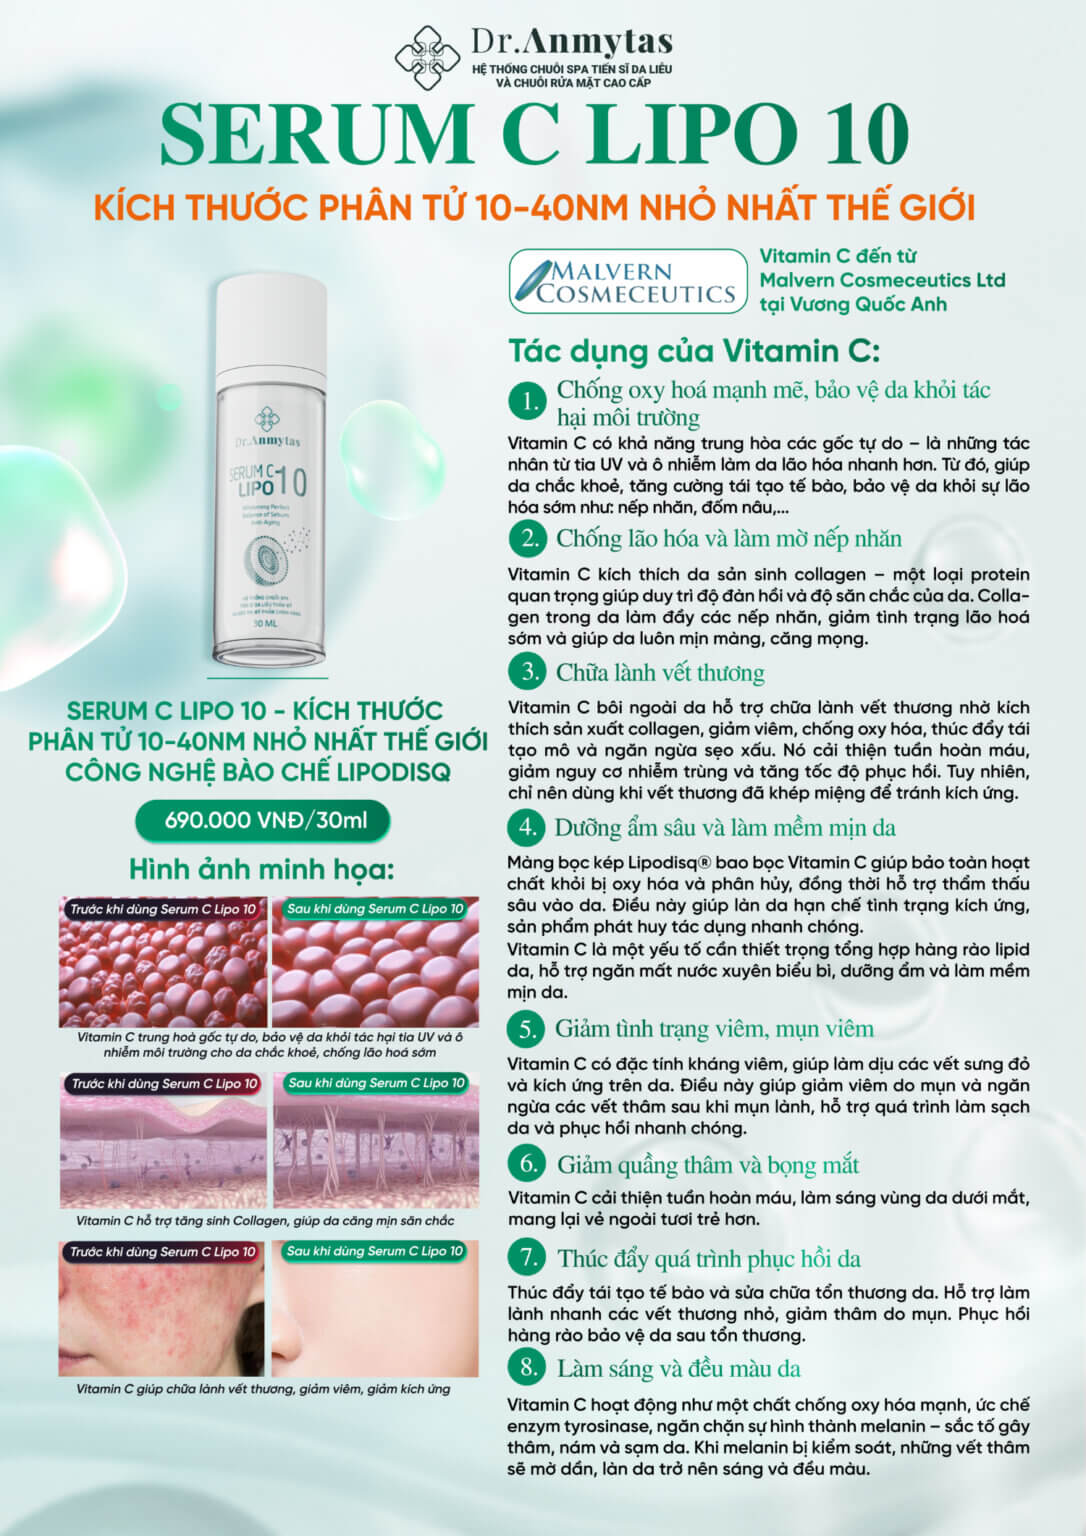 Dr.Anmytas
HỆ THỐNG CHUỖI SPA TIẾN SĨ DA LIỄU
VÀ CHUỖI RỬA MẶT CAO CẤP
SERUM C LIPO 10
KÍCH THƯỚC PHÂN TỬ 10-40NM NHỎ NHẤT THẾ GIỚI
Dr.Anmytas
SERUM C
LIPO 10
Whitening Perfect
Balance of Sebum
Anti-Aging
30 ML
SERUM C LIPO 10 - KÍCH THƯỚC
PHÂN TỬ 10-40NM NHỎ NHẤT THẾ GIỚI
CÔNG NGHỆ BÀO CHẾ LIPODISQ
690.000 VNĐ/30ml
Hình ảnh minh họa:
Trước khi dùng Serum C Lipo 10
Sau khi dùng Serum C Lipo 10
Vitamin C trung hoà gốc tự do, bảo vệ da khỏi tác hại tia UV và ô
nhiễm môi trường cho da chắc khoẻ, chống lão hoá sớm
Trước khi dùng Serum C Lipo 10
Sau khi dùng Serum C Lipo 10
Vitamin C hỗ trợ tăng sinh Collagen, giúp da căng mịn săn chắc
Trước khi dùng Serum C Lipo 10
Sau khi dùng Serum C Lipo 10
Vitamin C giúp chữa lành vết thương, giảm viêm, giảm kích ứng
MALVERN
COSMECEUTICS
Vitamin C đến từ
Malvern Cosmeceutics Ltd
tại Vương Quốc Anh
Tác dụng của Vitamin C:
1. Chống oxy hoá mạnh mẽ, bảo vệ da khỏi tác
hại môi trường
Vitamin C có khả năng trung hòa các gốc tự do – là những tác
nhân từ tia UV và ô nhiễm làm da lão hóa nhanh hơn. Từ đó, giúp
da chắc khoẻ, tăng cường tái tạo tế bào, bảo vệ da khỏi sự lão
hóa sớm như: nếp nhăn, đốm nâu,...
2. Chống lão hóa và làm mờ nếp nhăn
Vitamin C kích thích da sản sinh collagen – một loại protein
quan trọng giúp duy trì độ đàn hồi và độ săn chắc của da. Colla-
gen trong da làm đầy các nếp nhăn, giảm tình trạng lão hoá
sớm và giúp da luôn mịn màng, căng mọng.
3. Chữa lành vết thương
Vitamin C bôi ngoài da hỗ trợ chữa lành vết thương nhờ kích
thích sản xuất collagen, giảm viêm, chống oxy hóa, thúc đẩy tái
tạo mô và ngăn ngừa sẹo xấu. Nó cải thiện tuần hoàn máu,
giảm nguy cơ nhiễm trùng và tăng tốc độ phục hồi. Tuy nhiên,
chỉ nên dùng khi vết thương đã khép miệng để tránh kích ứng.
4. Dưỡng ẩm sâu và làm mềm mịn da
Màng bọc kép Lipodisq® bao bọc Vitamin C giúp bảo toàn hoạt
chất khỏi bị oxy hóa và phân hủy, đồng thời hỗ trợ thẩm thấu
sâu vào da. Điều này giúp làn da hạn chế tình trạng kích ứng,
sản phẩm phát huy tác dụng nhanh chóng.
Vitamin C là một yếu tố cần thiết trọng tổng hợp hàng rào lipid
da, hỗ trợ ngăn mất nước xuyên biểu bì, dưỡng ẩm và làm mềm
mịn da.
5. Giảm tình trạng viêm, mụn viêm
Vitamin C có đặc tính kháng viêm, giúp làm dịu các vết sưng đỏ
và kích ứng trên da. Điều này giúp giảm viêm do mụn và ngăn
ngừa các vết thâm sau khi mụn lành, hỗ trợ quá trình làm sạch
da và phục hồi nhanh chóng.
6. Giảm quầng thâm và bọng mắt
Vitamin C cải thiện tuần hoàn máu, làm sáng vùng da dưới mắt,
mang lại vẻ ngoài tươi trẻ hơn.
7. Thúc đẩy quá trình phục hồi da
Thúc đẩy tái tạo tế bào và sửa chữa tổn thương da. Hỗ trợ làm
lành nhanh các vết thương nhỏ, giảm thâm do mụn. Phục hồi
hàng rào bảo vệ da sau tổn thương.
8. Làm sáng và đều màu da
Vitamin C hoạt động như một chất chống oxy hóa mạnh, ức chế
enzym tyrosinase, ngăn chặn sự hình thành melanin – sắc tố gây
thâm, nám và sạm da. Khi melanin bị kiểm soát, những vết thâm
sẽ mờ dần, làn da trở nên sáng và đều màu.